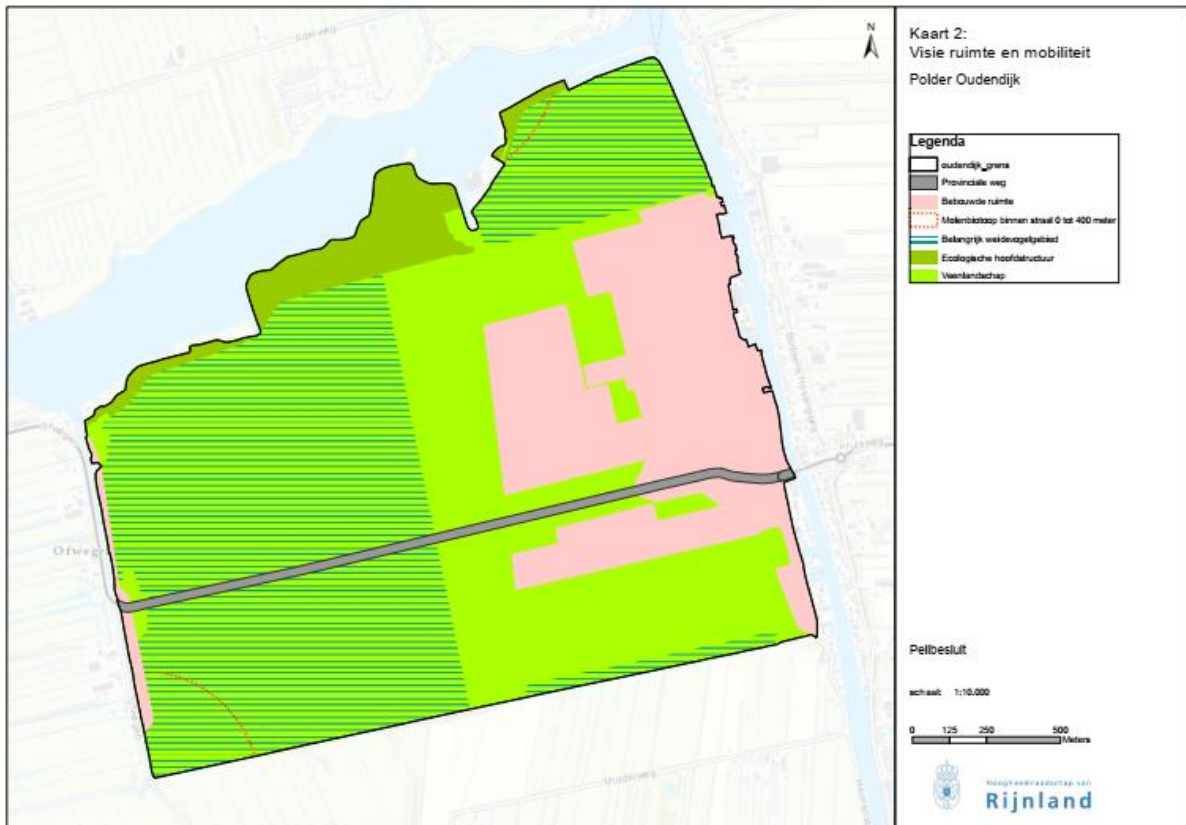 N
Kaart 2:
Visie ruimte en mobiliteit
Polder Oudendijk
Legenda
oudendijk_grens
Provinciale weg
Bebouwde ruimte
Molenbiotoop binnen straal 0 tot 400 meter
Belangrijk weidevogelgebied
Ecologische hoofdstructuur
Veenlandschap
Peilbesluit
schaal: 1:10.000
0 125 250 500
Meters
Hoogheemraadschap van
Rijnland